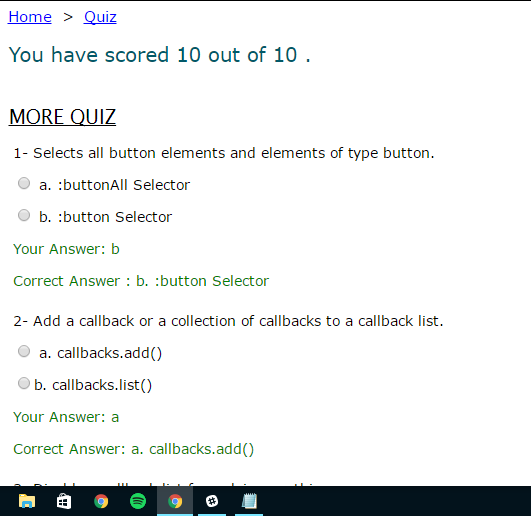 Home > Quiz
You have scored 10 out of 10 .
MORE QUIZ
1- Selects all button elements and elements of type button.
a. :buttonAll Selector
b. :button Selector
Your Answer: b
Correct Answer : b. :button Selector
2- Add a callback or a collection of callbacks to a callback list.
a. callbacks.add()
b. callbacks.list()
Your Answer: a
Correct Answer: a. callbacks.add()